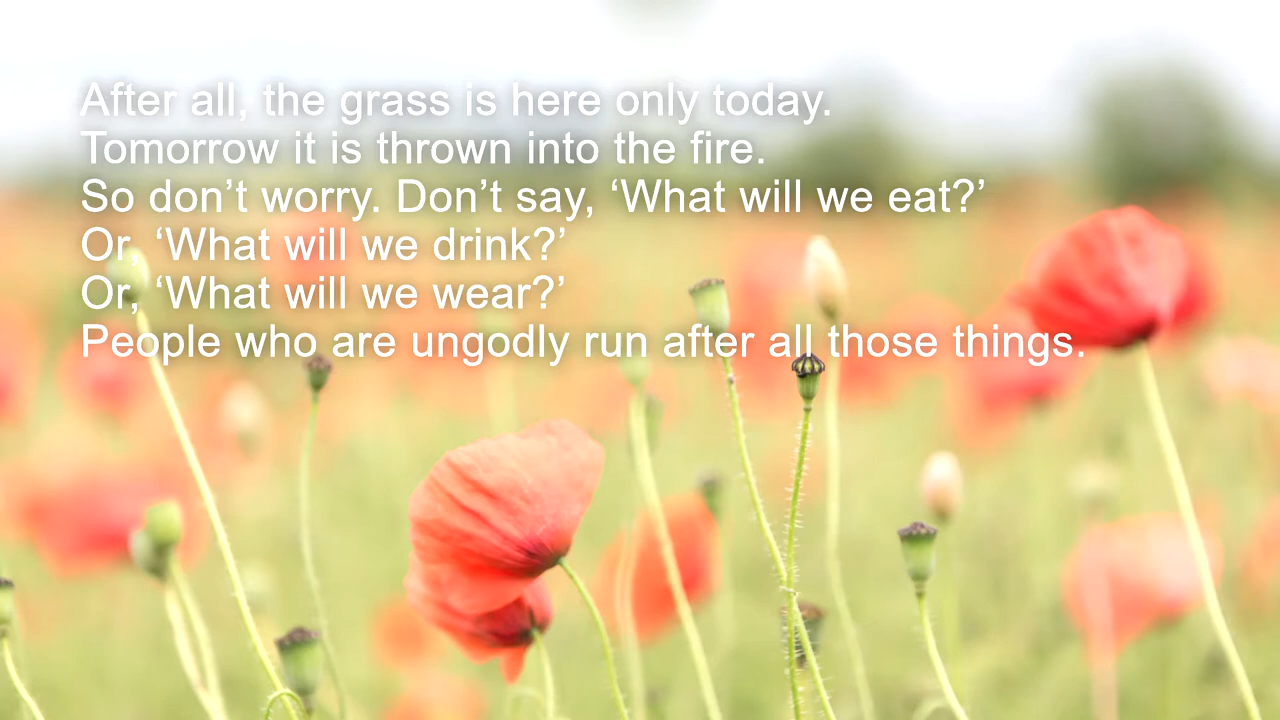 After all, the grass is here only today.
Tomorrow it is thrown into the fire.
So don’t worry. Don’t say, ‘What will we eat?’
Or, ‘What will we drink?’
Or, ‘What will we wear?’
People who are ungodly run after all those things.